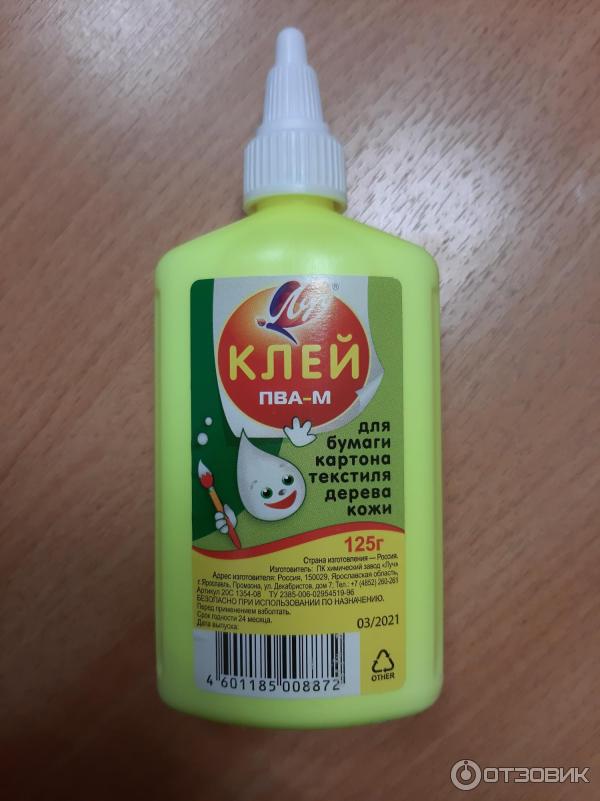 Луч®
КЛЕЙ
ПВА-М
для
бумаги
картона
текстиля
дерева
кожи
125г
Страна изготовления — Россия.
Изготовитель: ПК химический завод «Луч»
Адрес изготовителя: Россия, 150029, Ярославская область,
г. Ярославль, Промзона, ул. Декабристов, дом 7; Тел.: +7 (4852) 260-261
Артикул 20С 1354-08 ТУ 2385-006-02954519-96
БЕЗОПАСНО ПРИ ИСПОЛЬЗОВАНИИ ПО НАЗНАЧЕНИЮ.
Перед применением взболтать.
Срок годности 24 месяца.
Дата выпуска:
03/2021
4 601185 008872
OTHER
ОТЗОВИК